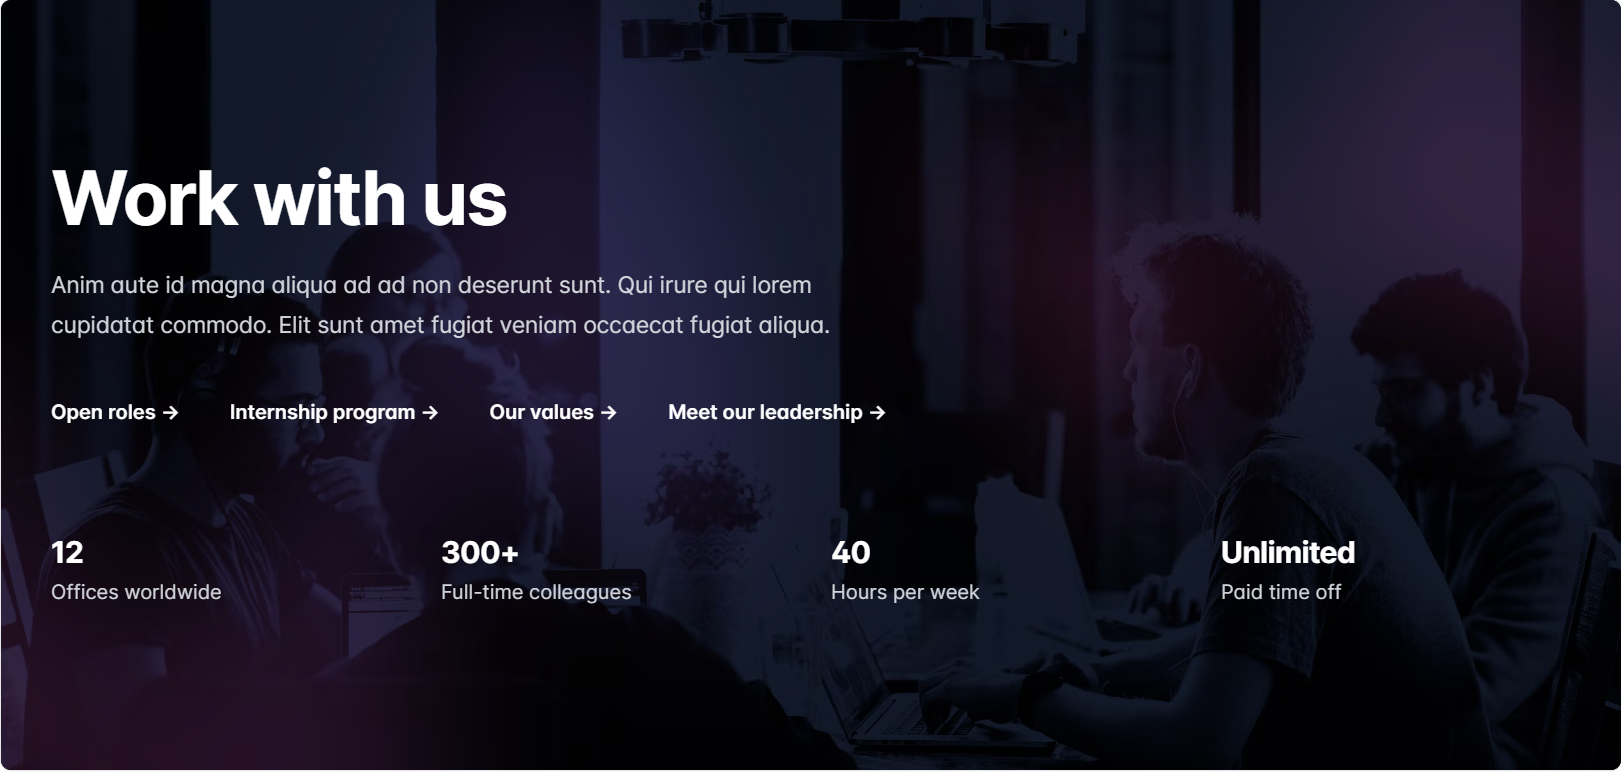 Work with us
Anim aute id magna aliqua ad ad non deserunt sunt. Qui irure qui lorem
cupidatat commodo. Elit sunt amet fugiat veniam occaecat fugiat aliqua.
Open roles → Internship program → Our values → Meet our leadership →
12 300+ 40 Unlimited
Offices worldwide Full-time colleagues Hours per week Paid time off